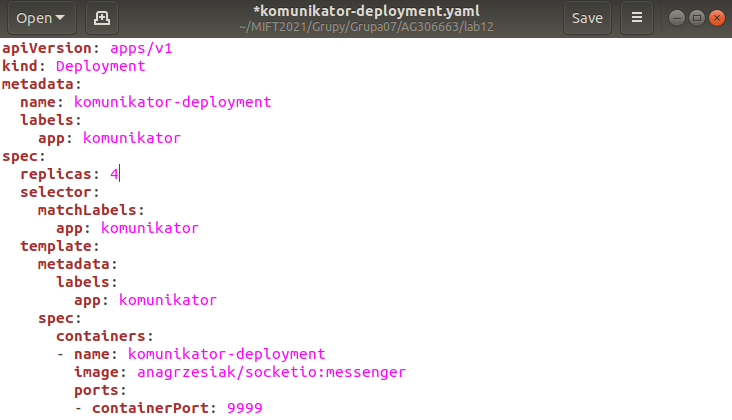 Open
*komunikator-deployment.yaml
~/MIFT2021/Grupy/Grupa07/AG306663/lab12
Save
apiVersion: apps/v1
kind: Deployment
metadata:
  name: komunikator-deployment
  labels:
    app: komunikator
spec:
  replicas: 4
  selector:
    matchLabels:
      app: komunikator
  template:
    metadata:
      labels:
        app: komunikator
    spec:
      containers:
      - name: komunikator-deployment
        image: anagrzesiak/socketio:messenger
        ports:
        - containerPort: 9999